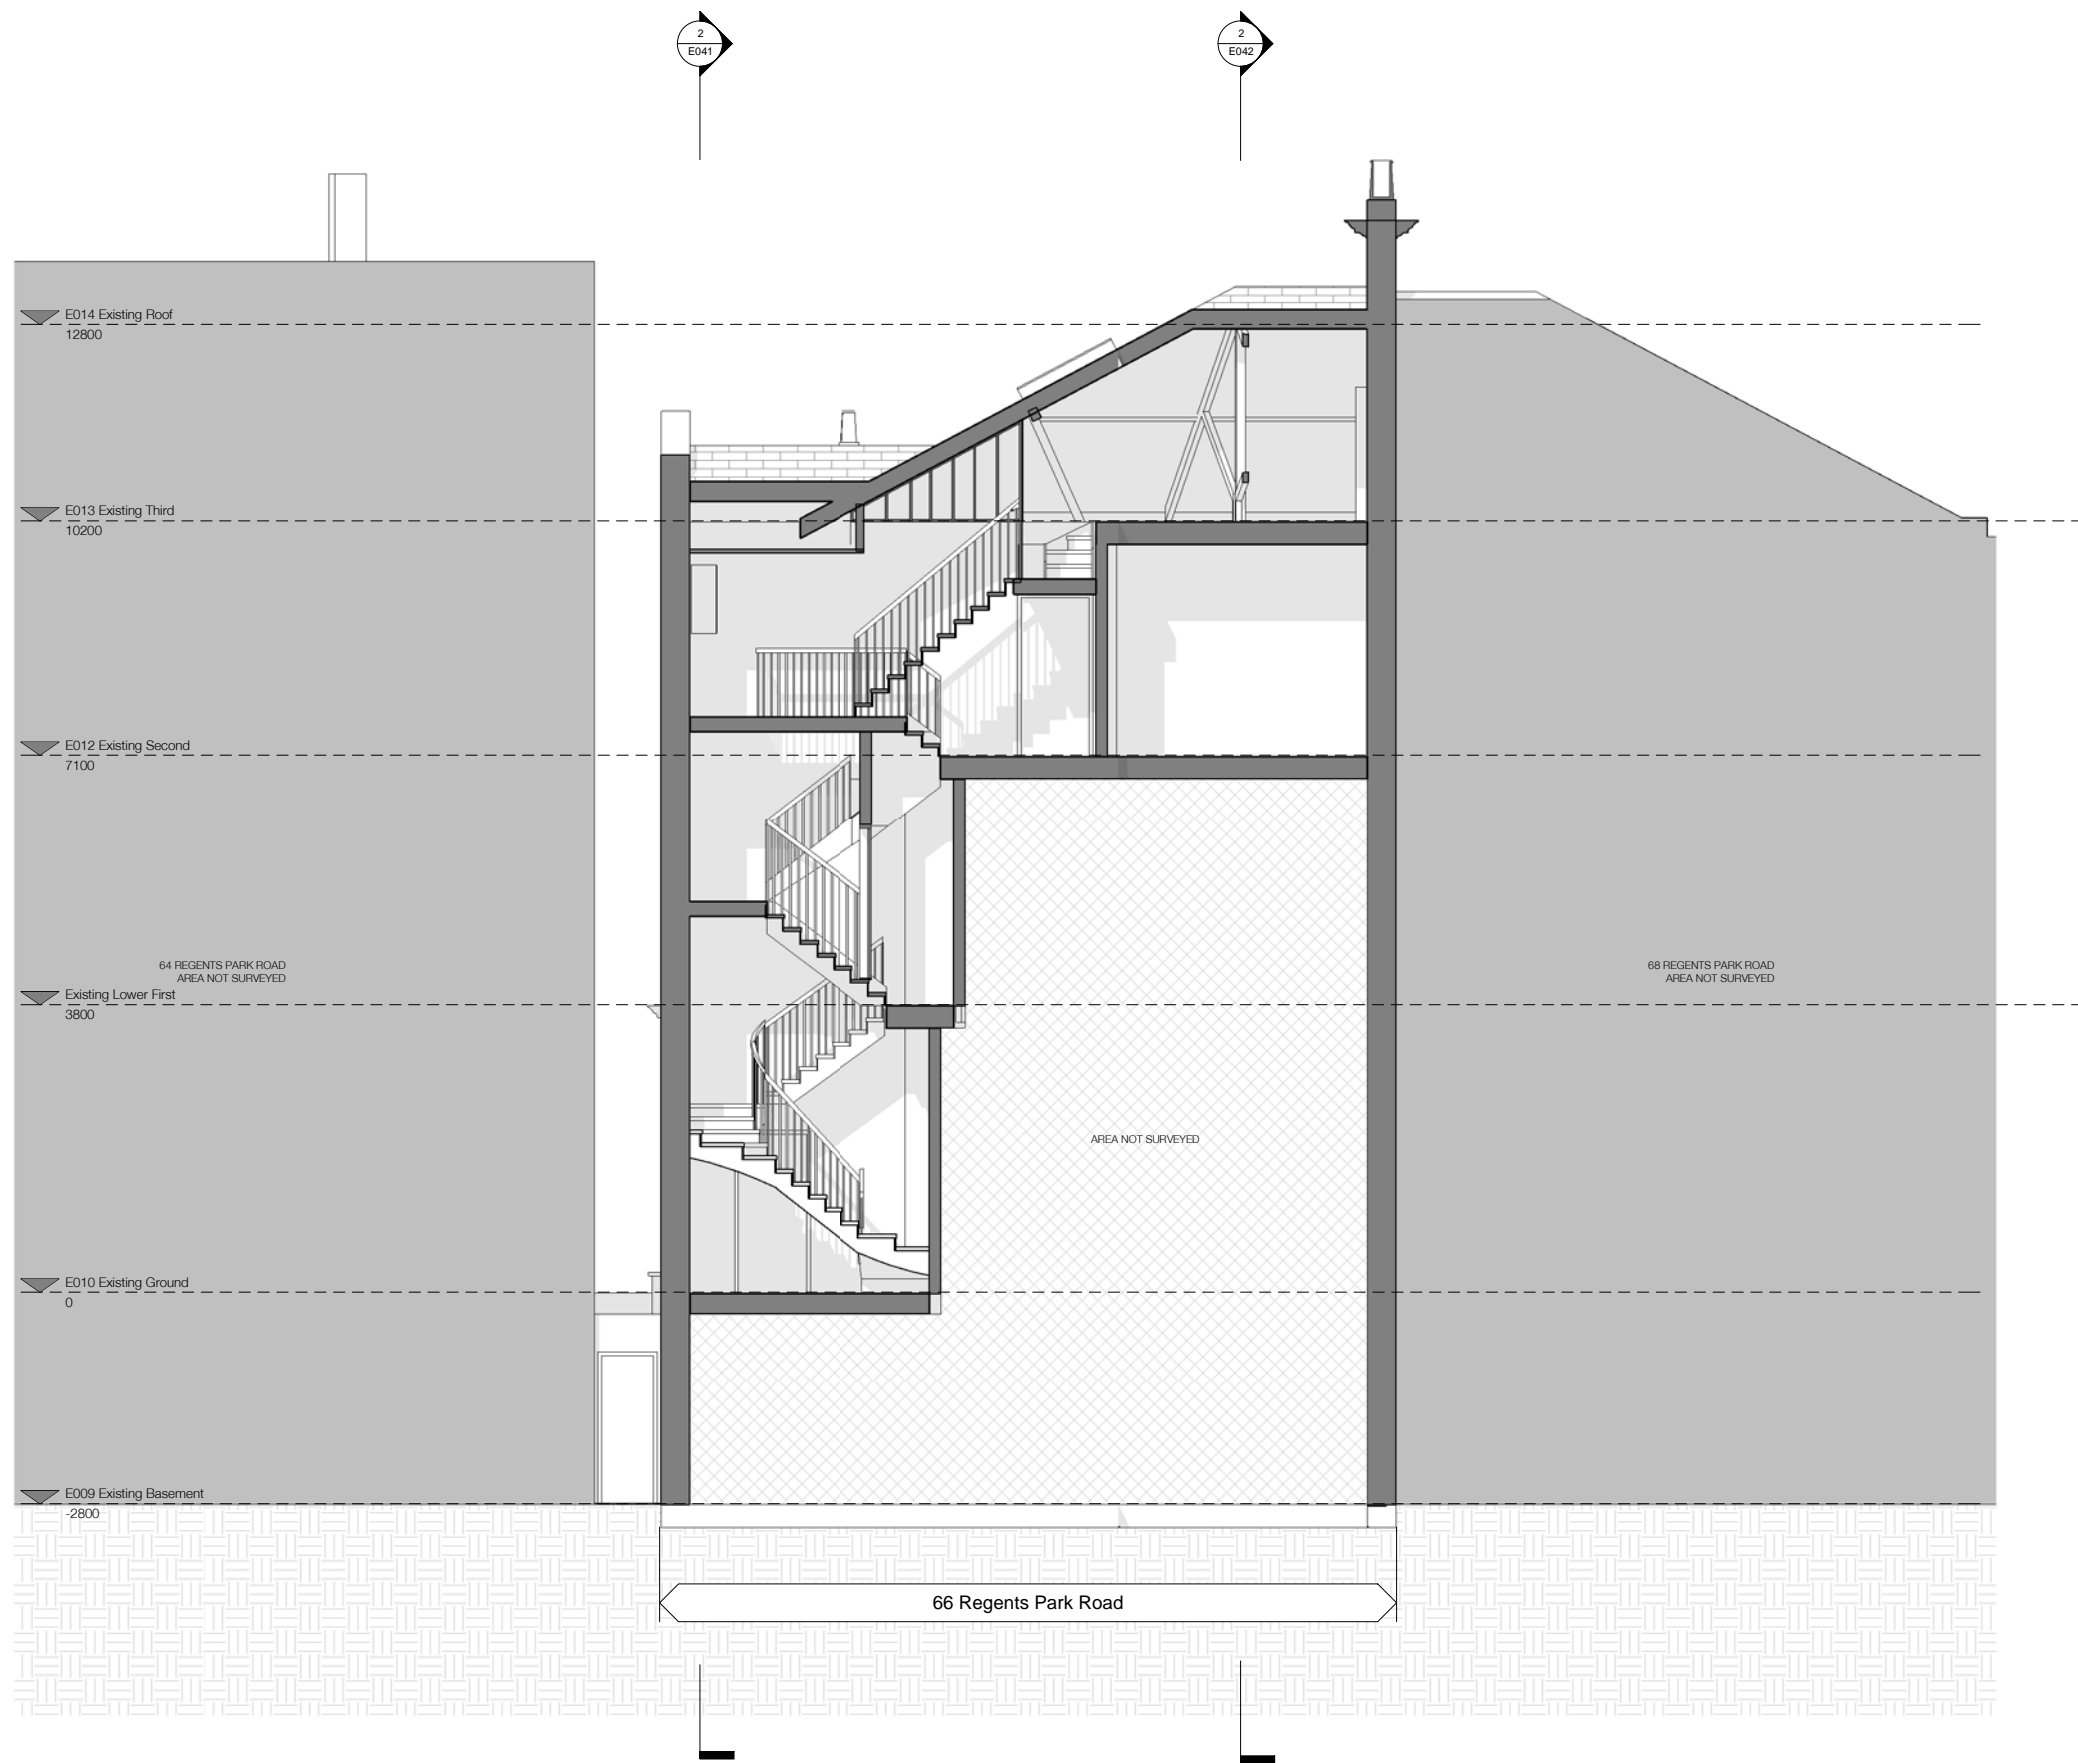 2
E041
2
E042
E014 Existing Roof
12800
E013 Existing Third
10200
E012 Existing Second
7100
64 REGENTS PARK ROAD
AREA NOT SURVEYED
68 REGENTS PARK ROAD
AREA NOT SURVEYED
Existing Lower First
3800
AREA NOT SURVEYED
E010 Existing Ground
0
E009 Existing Basement
-2800
66 Regents Park Road